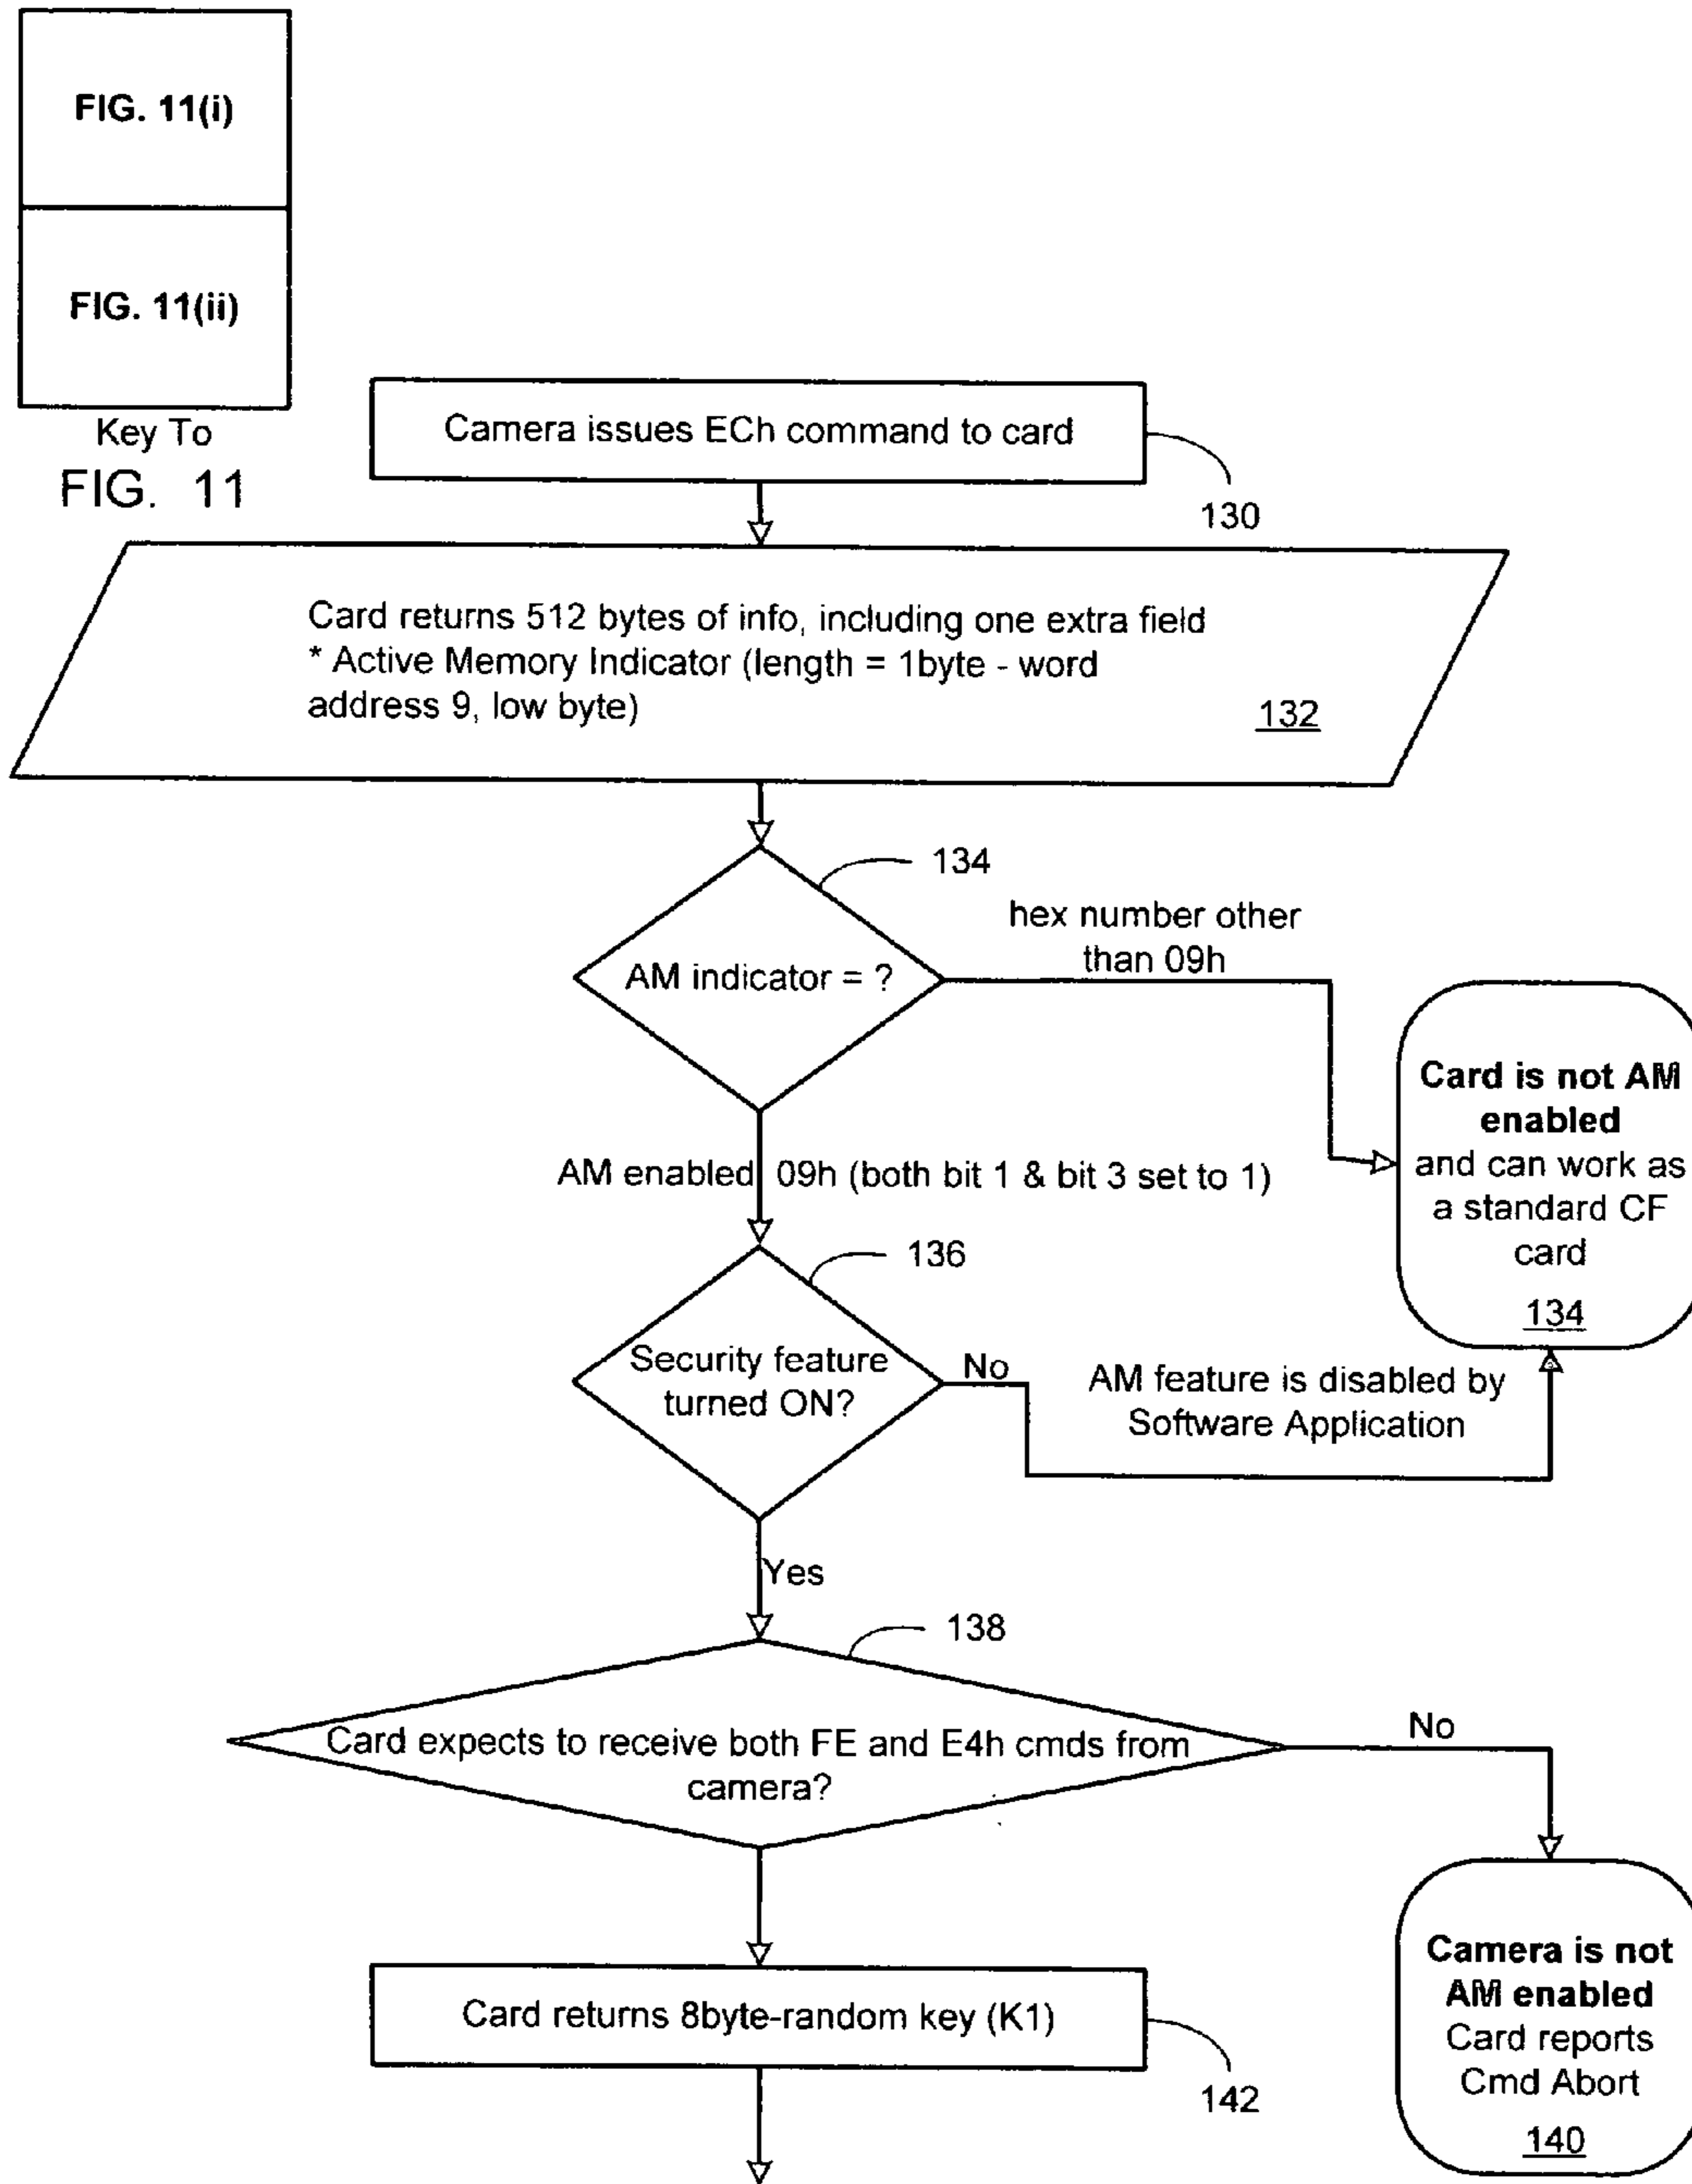 FIG. 11(i)
FIG. 11(ii)
Key To
FIG. 11
Camera issues ECh command to card
130
Card returns 512 bytes of info, including one extra field
* Active Memory Indicator (length = 1byte - word
address 9, low byte)
132
134
AM indicator = ?
hex number other
than 09h
Card is not AM
enabled
and can work as
a standard CF
card
134
AM enabled 09h (both bit 1 & bit 3 set to 1)
136
Security feature
turned ON?
No
AM feature is disabled by
Software Application
Yes
138
Card expects to receive both FE and E4h cmds from
camera?
No
Camera is not
AM enabled
Card reports
Cmd Abort
140
Card returns 8byte-random key (K1)
142